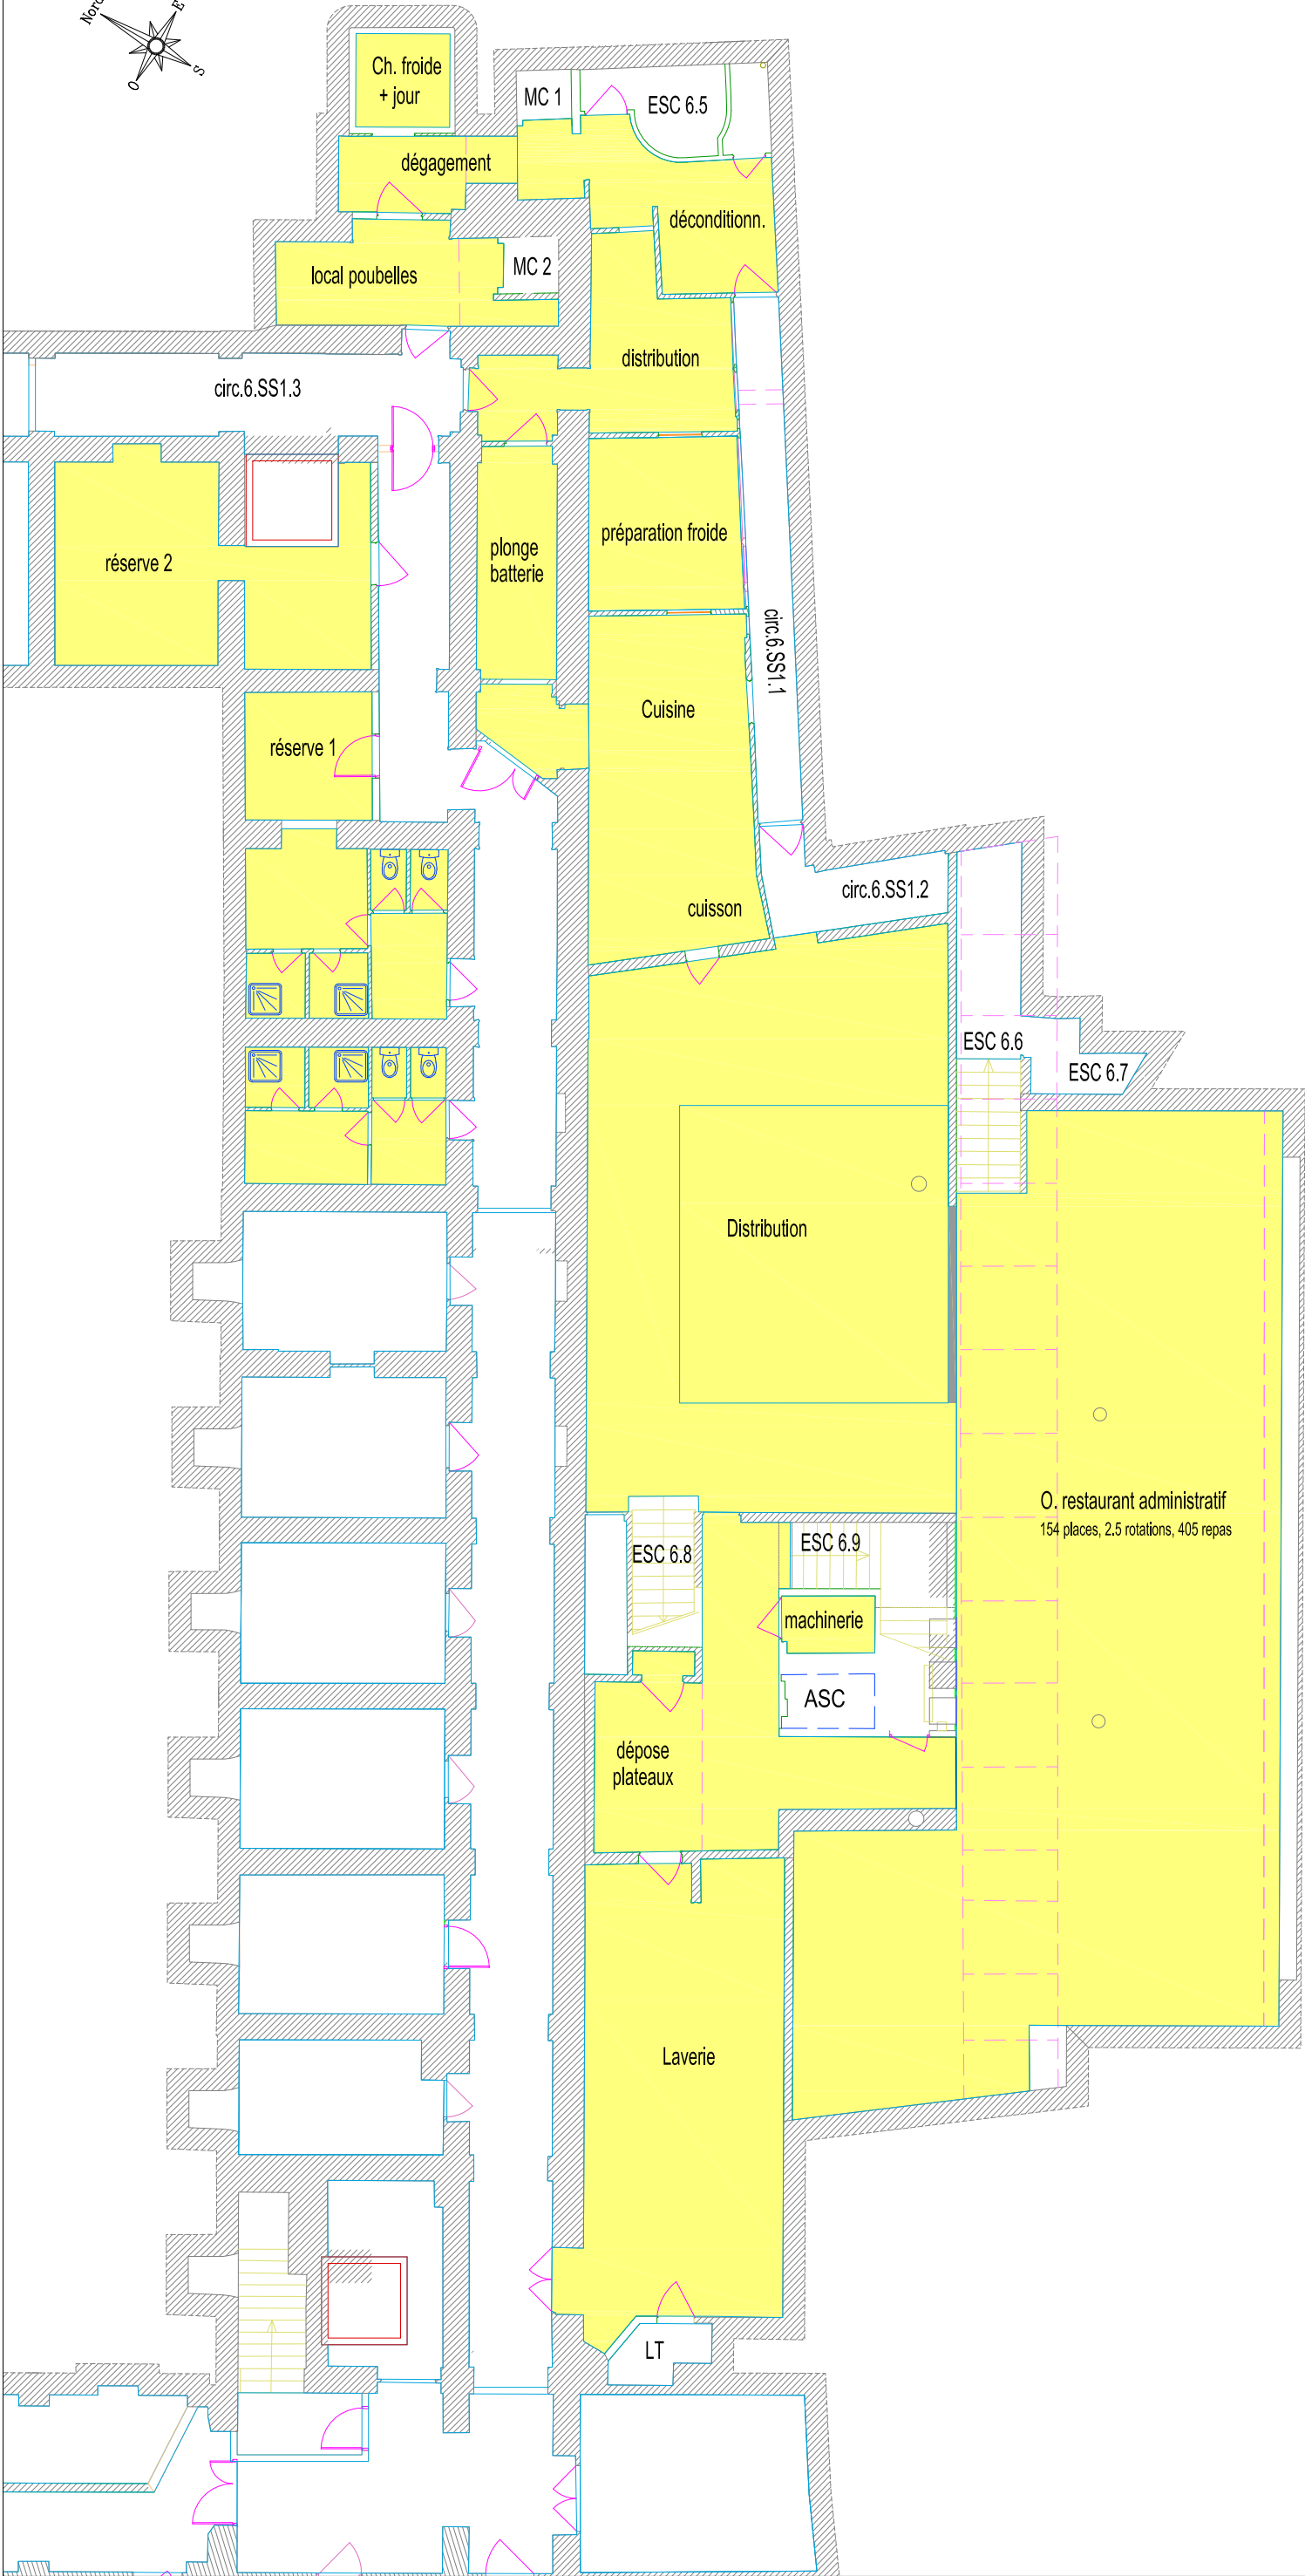 E
O
S
Ch. froide
+ jour
MC 1
ESC 6.5
dégagement
déconditionn.
MC 2
local poubelles
distribution
circ.6.SS1.3
préparation froide
plonge
batterie
réserve 2
circ.6.SS1.1
Cuisine
réserve 1
circ.6.SS1.2
cuisson
ESC 6.6
ESC 6.7
Distribution
O. restaurant administratif
154 places, 2.5 rotations, 405 repas
ESC 6.8
ESC 6.9
machinerie
ASC
dépose
plateaux
Laverie
LT